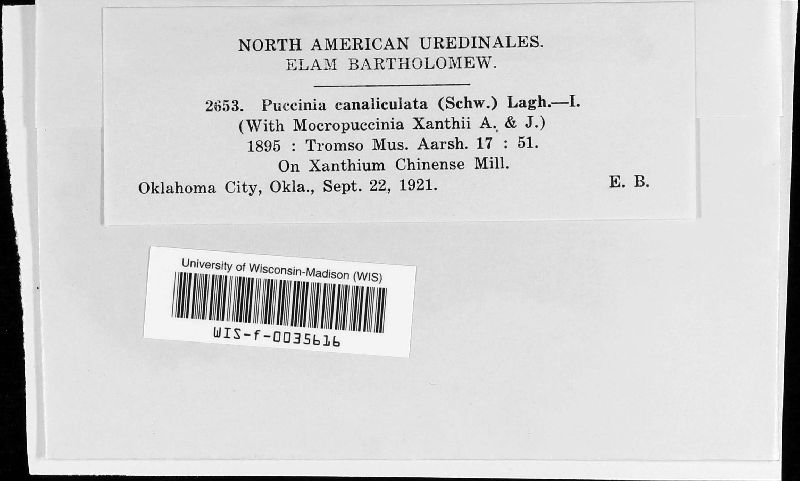 NORTH AMERICAN UREDINALES.
ELAM BARTHOLOMEW.
2653. Puccinia canaliculata (Schw.) Lagh.—I.
(With Mocropuccinia Xanthii A. & J.)
1895 : Tromso Mus. Aarsh. 17 : 51.
On Xanthium Chinense Mill.
Oklahoma City, Okla., Sept. 22, 1921. E. B.
University of Wisconsin-Madison (WIS)
WIS-f-0035616